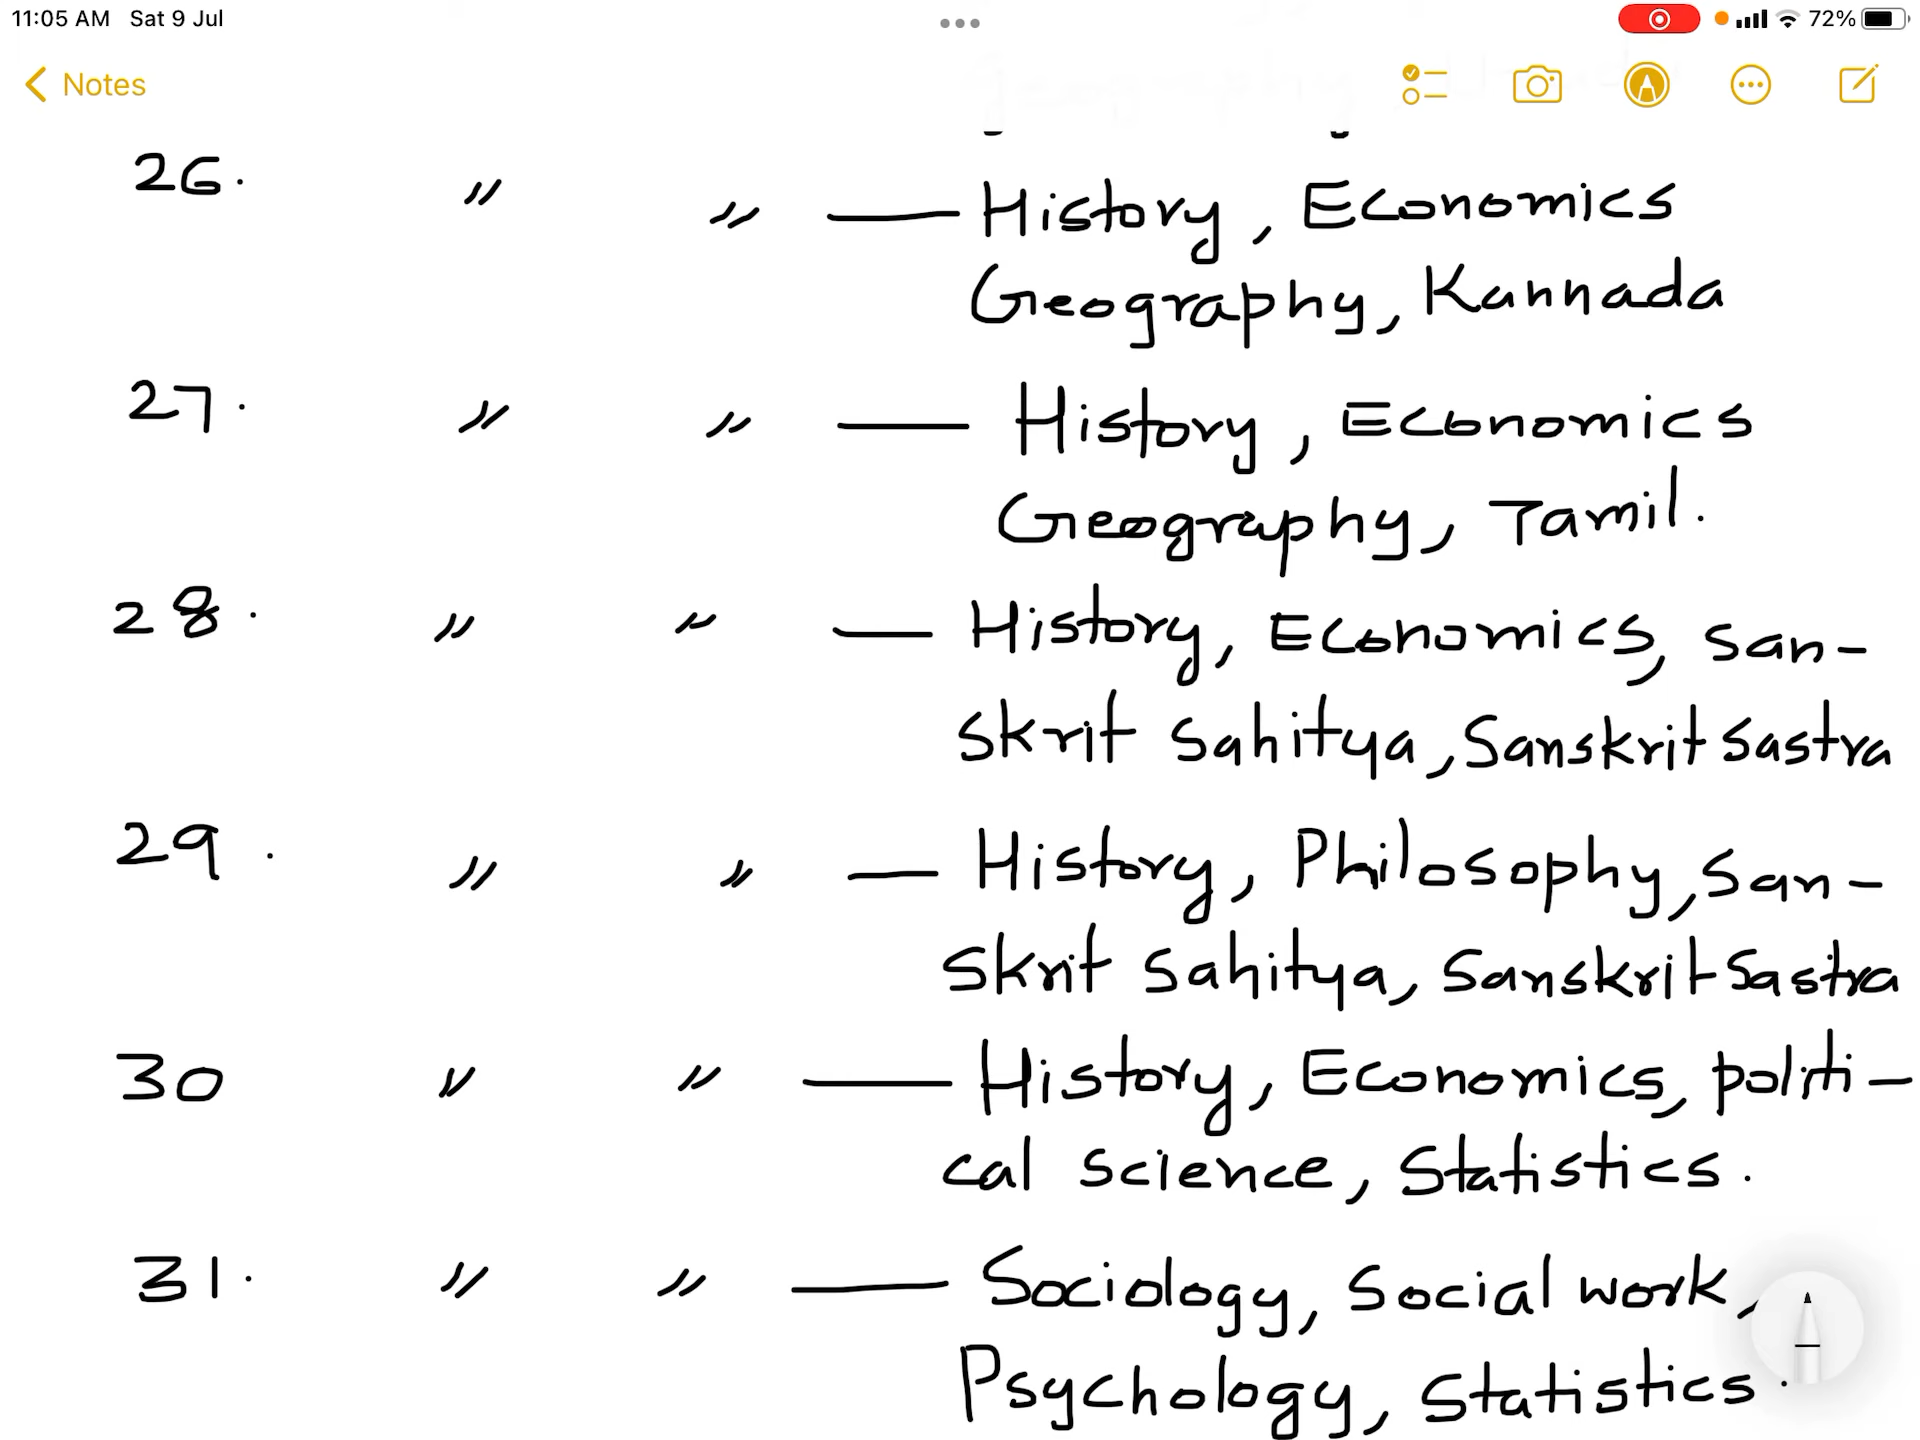 11:05 AM Sat 9 Jul 72%
Notes
26. " " — History, Economics
Geography, Kannada
27. " " — History, Economics
Geography, Tamil.
28. " " — History, Economics, San-
skrit Sahitya, Sanskrit Sastra
29. " " — History, Philosophy, San-
skrit Sahitya, Sanskrit Sastra
30 " " — History, Economics, politi-
cal science, Statistics.
31. " " — Sociology, Social work,
Psychology, Statistics.